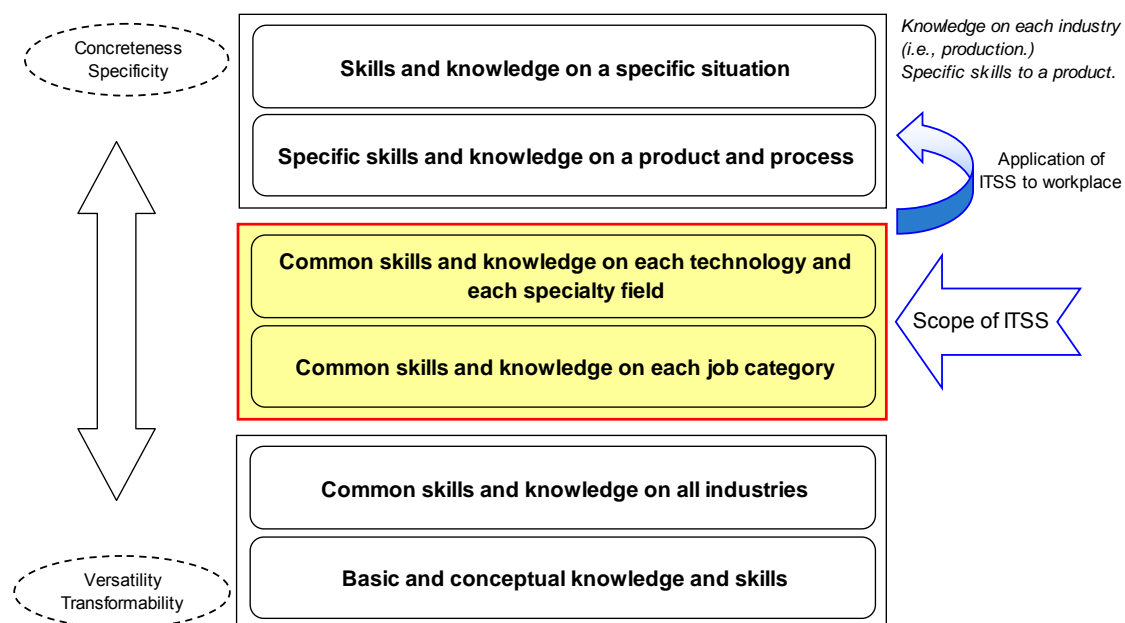 Concreteness
Specificity
Skills and knowledge on a specific situation
Knowledge on each industry
(i.e., production.)
Specific skills to a product.
Specific skills and knowledge on a product and process
Application of
ITSS to workplace
Common skills and knowledge on each technology and
each specialty field
Scope of ITSS
Common skills and knowledge on each job category
Common skills and knowledge on all industries
Versatility
Transformability
Basic and conceptual knowledge and skills